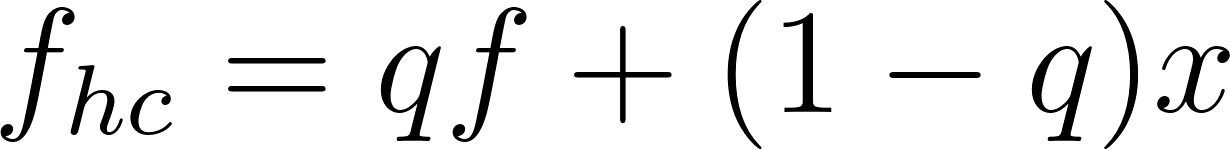 f_{hc} = qf + (1 − q)x